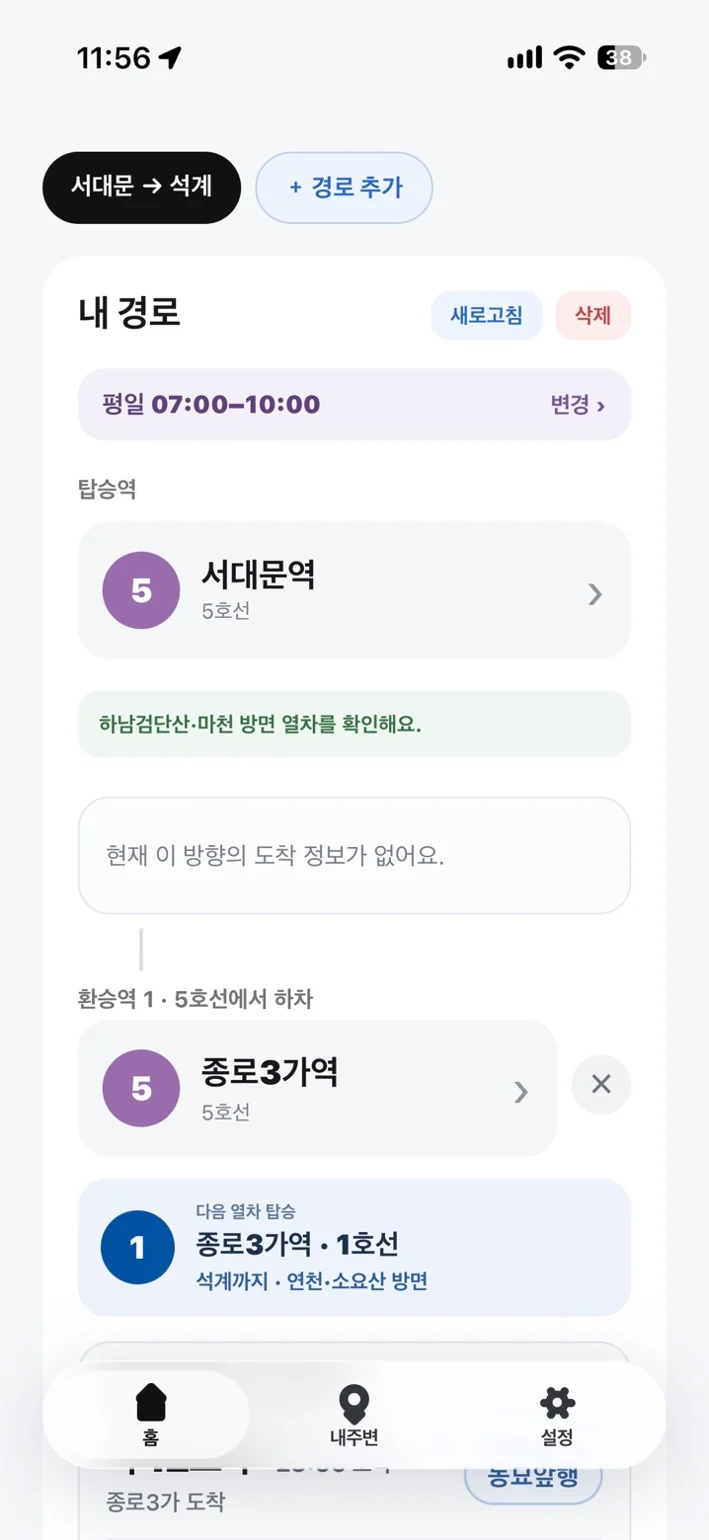 11:56
38
서대문 → 석계
+ 경로 추가
내 경로
새로고침
삭제
평일 07:00–10:00
변경 ›
탑승역
5
서대문역
5호선
하남검단산·마천 방면 열차를 확인해요.
현재 이 방향의 도착 정보가 없어요.
환승역 1 · 5호선에서 하차
5
종로3가역
5호선
1
다음 열차 탑승
종로3가역 · 1호선
석계까지 · 연천·소요산 방면
홈
내주변
설정
동묘앞행
종로3가 도착